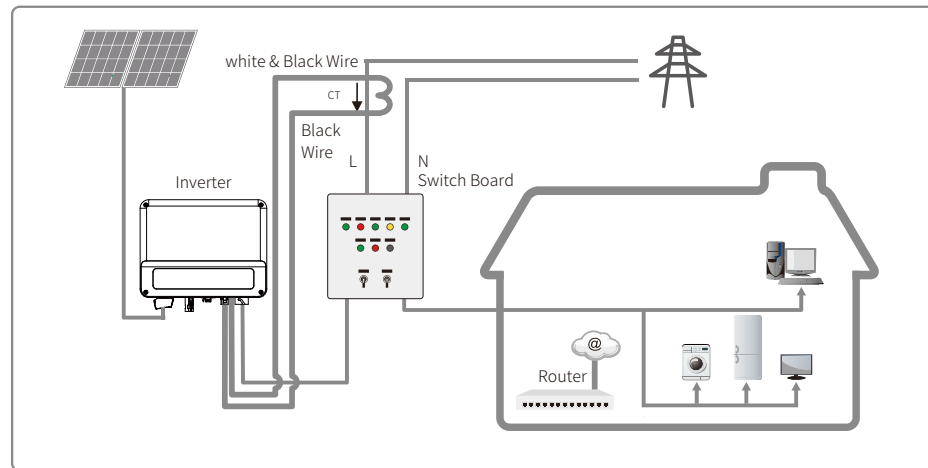 white & Black Wire
CT
Black
Wire
L
N
Switch Board
Inverter
@
Router